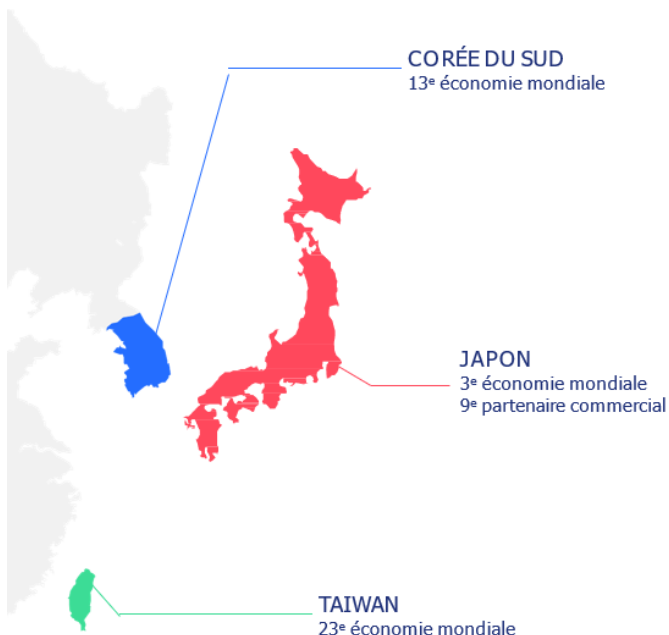 CORÉE DU SUD
13ᵉ économie mondiale
JAPON
3ᵉ économie mondiale
9ᵉ partenaire commercial
TAIWAN
23ᵉ économie mondiale